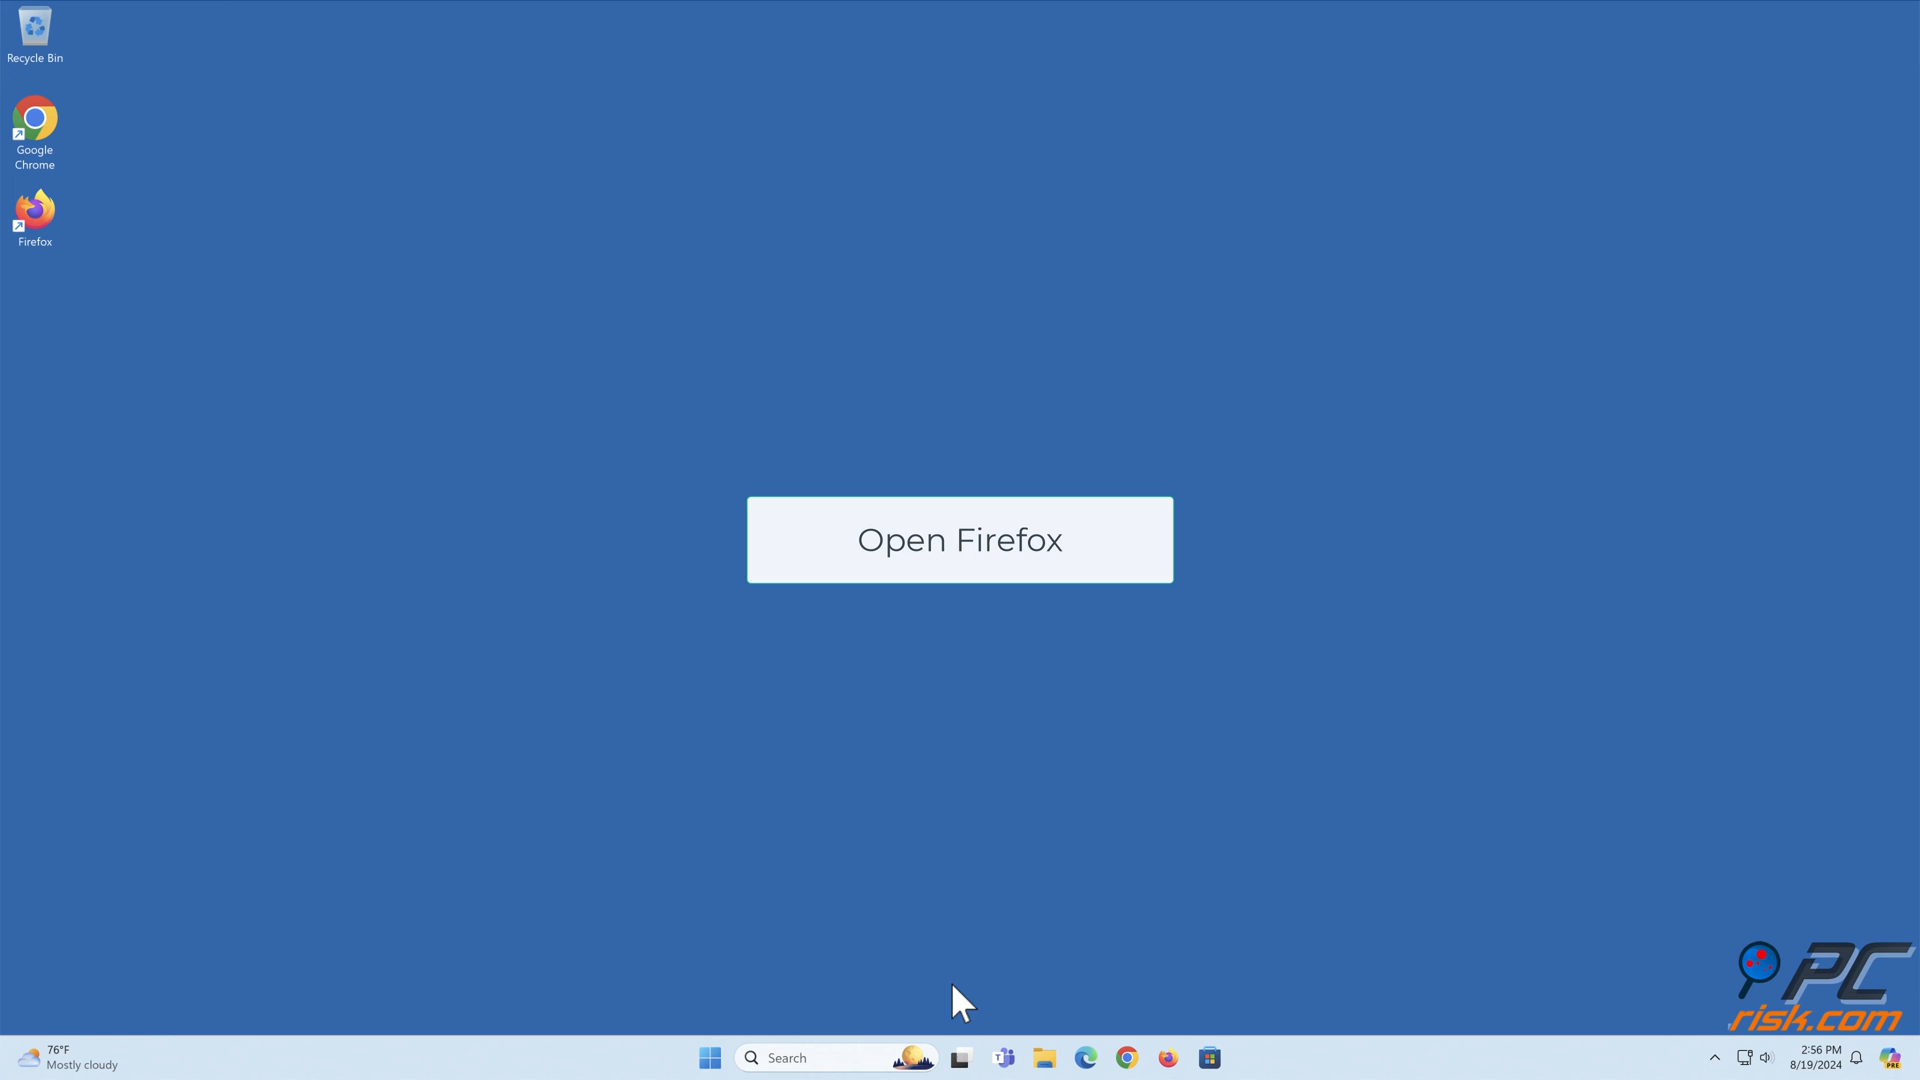 Recycle Bin
Google
Chrome
Firefox
Open Firefox
PC
risk.com
76°F
Mostly cloudy
Search
T
2:56 PM
8/19/2024
PRE